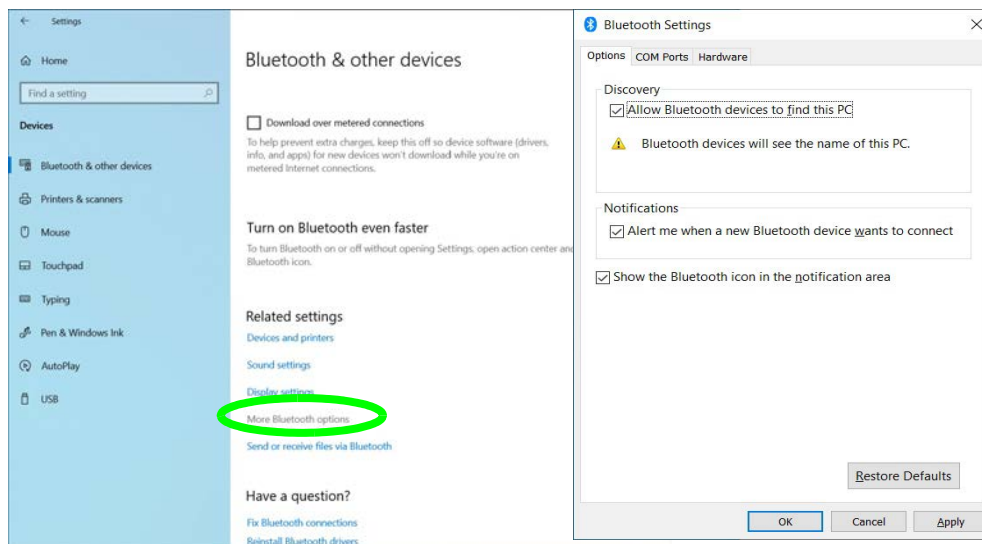 Settings
Home
Find a setting
Devices
Bluetooth & other devices
Printers & scanners
Mouse
Touchpad
Typing
Pen & Windows Ink
AutoPlay
USB
Bluetooth & other devices
Download over metered connections
To help prevent extra charges, keep this off so device software (drivers,
info, and apps) for new devices won't download while you're on
metered Internet connections.
Turn on Bluetooth even faster
To turn Bluetooth on or off without opening Settings, open action center and
Bluetooth icon.
Related settings
Devices and printers
Sound settings
Display settings
More Bluetooth options
Send or receive files via Bluetooth
Have a question?
Fix Bluetooth connections
Reinstall Bluetooth drivers
Bluetooth Settings
Options COM Ports Hardware
Discovery
Allow Bluetooth devices to find this PC
Bluetooth devices will see the name of this PC.
Notifications
Alert me when a new Bluetooth device wants to connect
Show the Bluetooth icon in the notification area
Restore Defaults
OK Cancel Apply